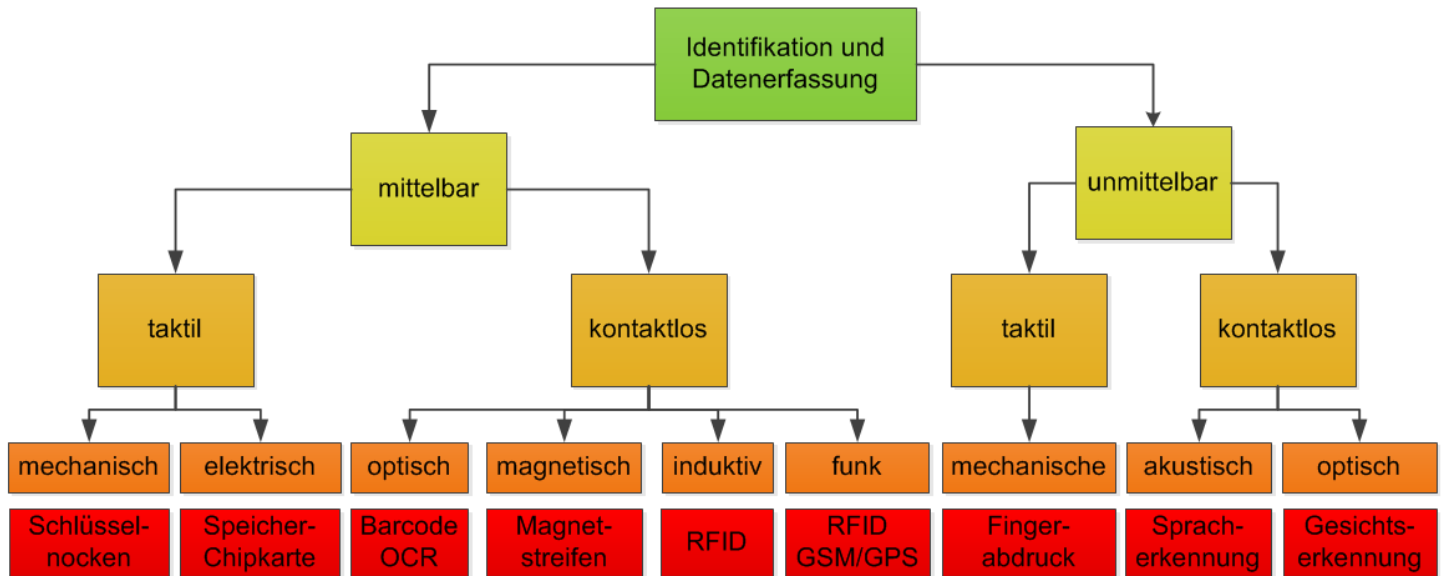 Identifikation und
Datenerfassung
mittelbar
unmittelbar
taktil
kontaktlos
taktil
kontaktlos
mechanisch
elektrisch
optisch
magnetisch
induktiv
funk
mechanische
akustisch
optisch
Schlüssel-
nocken
Speicher-
Chipkarte
Barcode
OCR
Magnet-
streifen
RFID
RFID
GSM/GPS
Finger-
abdruck
Sprach-
erkennung
Gesichts-
erkennung